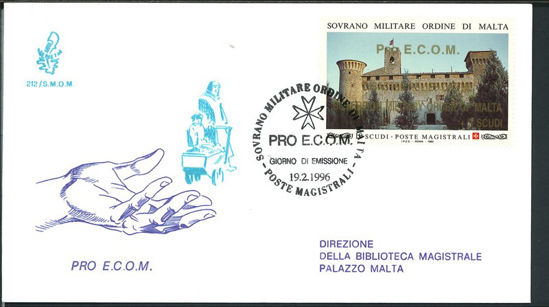 SOVRANO MILITARE ORDINE DI MALTA
Pro E.C.O.M.
MALTA
SCUDI
SCUDI - POSTE MAGISTRALI
212/S.M.O.M.
SOVRANO MILITARE ORDINE DI MALTA
PRO E.C.O.M.
GIORNO DI EMISSIONE
19.2.1996
POSTE MAGISTRALI
PRO E.C.O.M.
DIREZIONE
DELLA BIBLIOTECA MAGISTRALE
PALAZZO MALTA